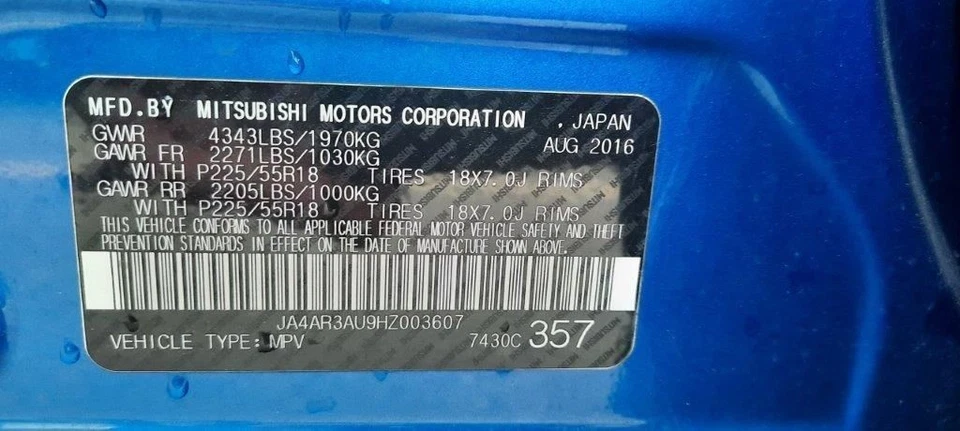 MFD.BY MITSUBISHI MOTORS CORPORATION , JAPAN
GVWR 4343LBS/1970KG AUG 2016
GAWR FR 2271LBS/1030KG
WITH P225/55R18 TIRES 18X7.0J RIMS
GAWR RR 2205LBS/1000KG
WITH P225/55R18 TIRES 18X7.0J RIMS
THIS VEHICLE CONFORMS TO ALL APPLICABLE FEDERAL MOTOR VEHICLE SAFETY AND THEFT
PREVENTION STANDARDS IN EFFECT ON THE DATE OF MANUFACTURE SHOWN ABOVE.
JA4AR3AU9HZ003607
VEHICLE TYPE:MPV 7430C 357